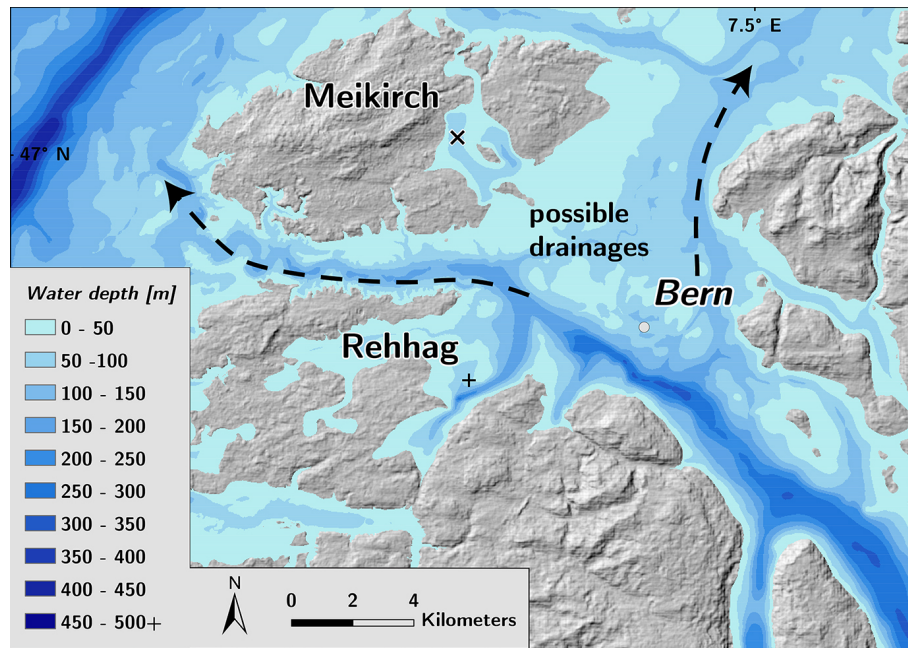 7.5° E
Meikirch
47° N
possible
drainages
Bern
Rehhag
Water depth [m]
0 - 50
50 -100
100 - 150
150 - 200
200 - 250
250 - 300
300 - 350
350 - 400
400 - 450
450 - 500+
N
0 2 4
Kilometers